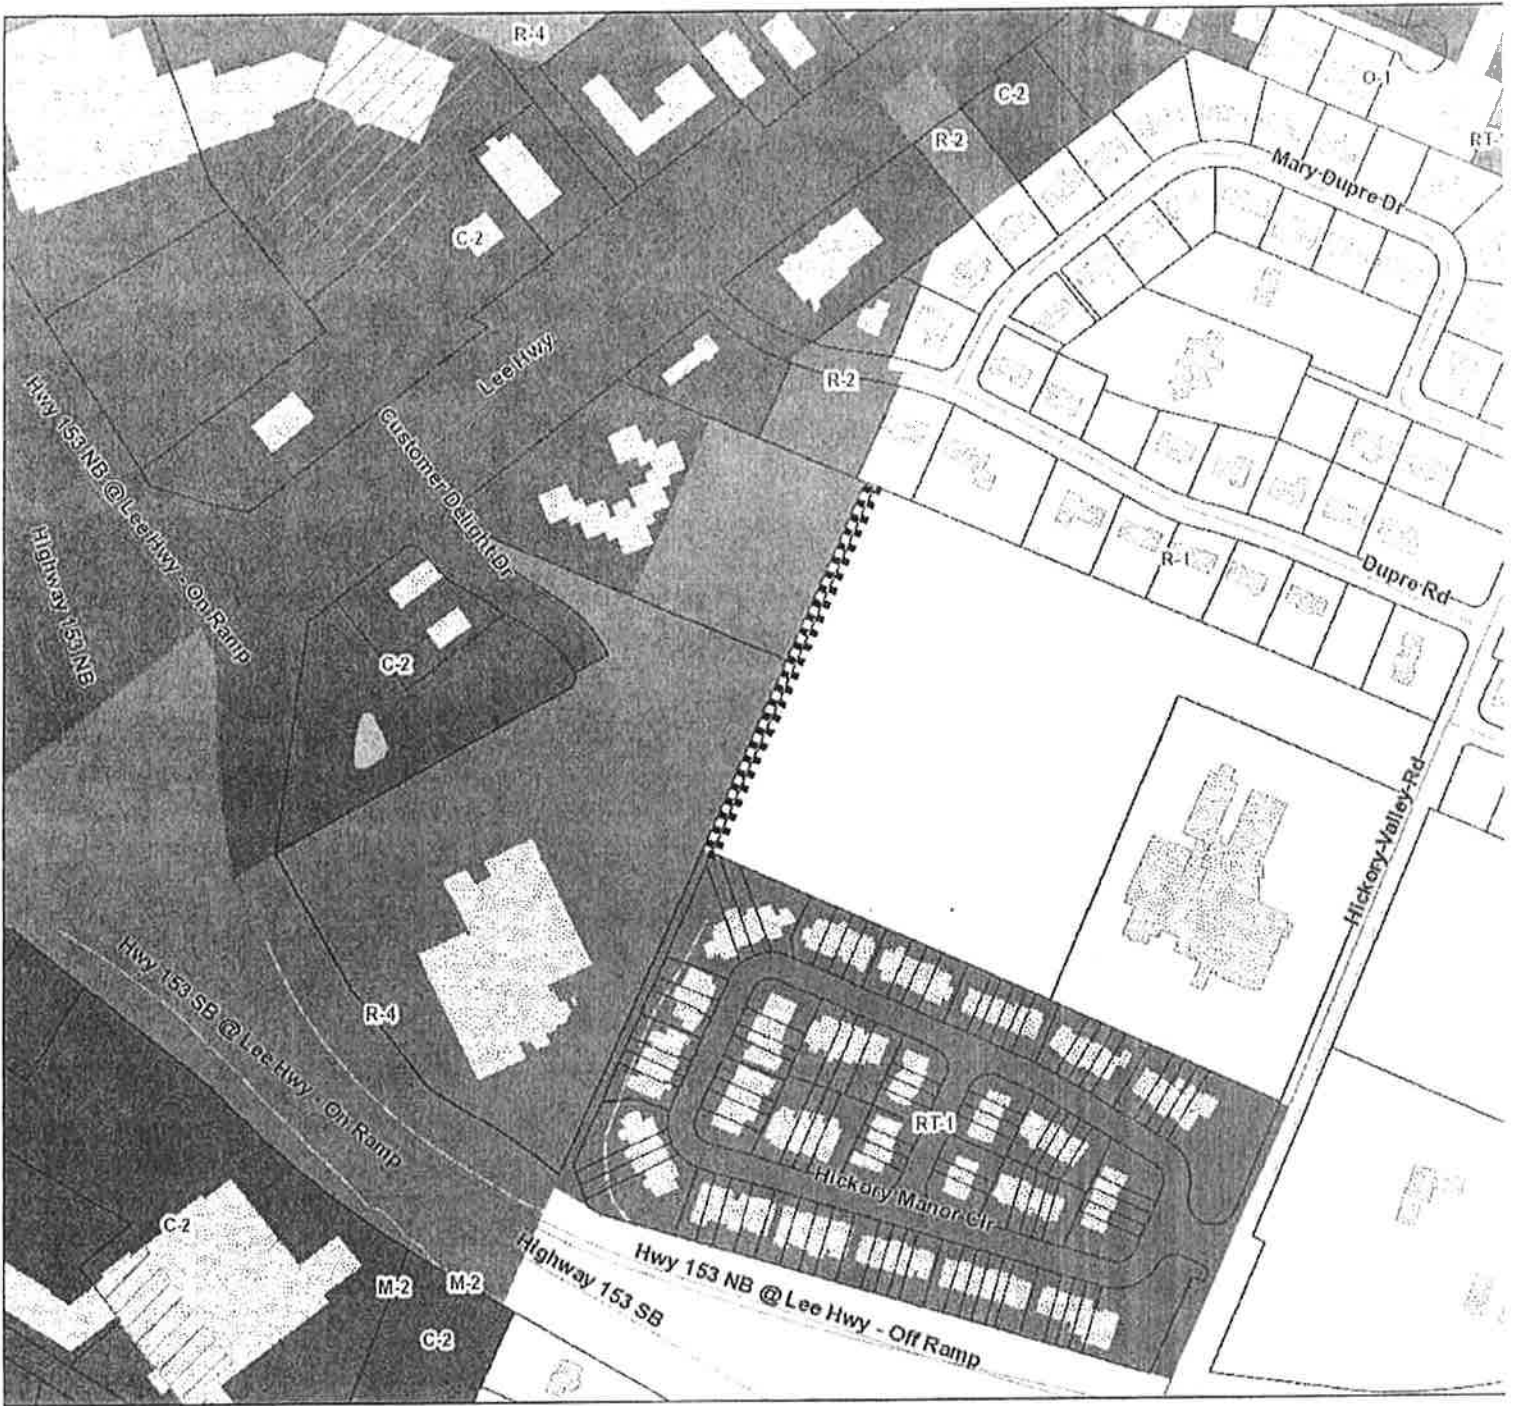 R-4
C-2
O-1
R-2
RT-
Mary Dupre Dr
C-2
Lee Hwy
R-2
Customer Delight Dr
Hwy 153 NB @ Lee Hwy - On Ramp
Highway 153 NB
R-1
Dupre Rd
C-2
Hickory Valley Rd
Hwy 153 SB @ Lee Hwy - On Ramp
R-4
RT-1
Hickory Manor Cir
C-2
M-2
M-2
C-2
Highway 153 SB
Hwy 153 NB @ Lee Hwy - Off Ramp